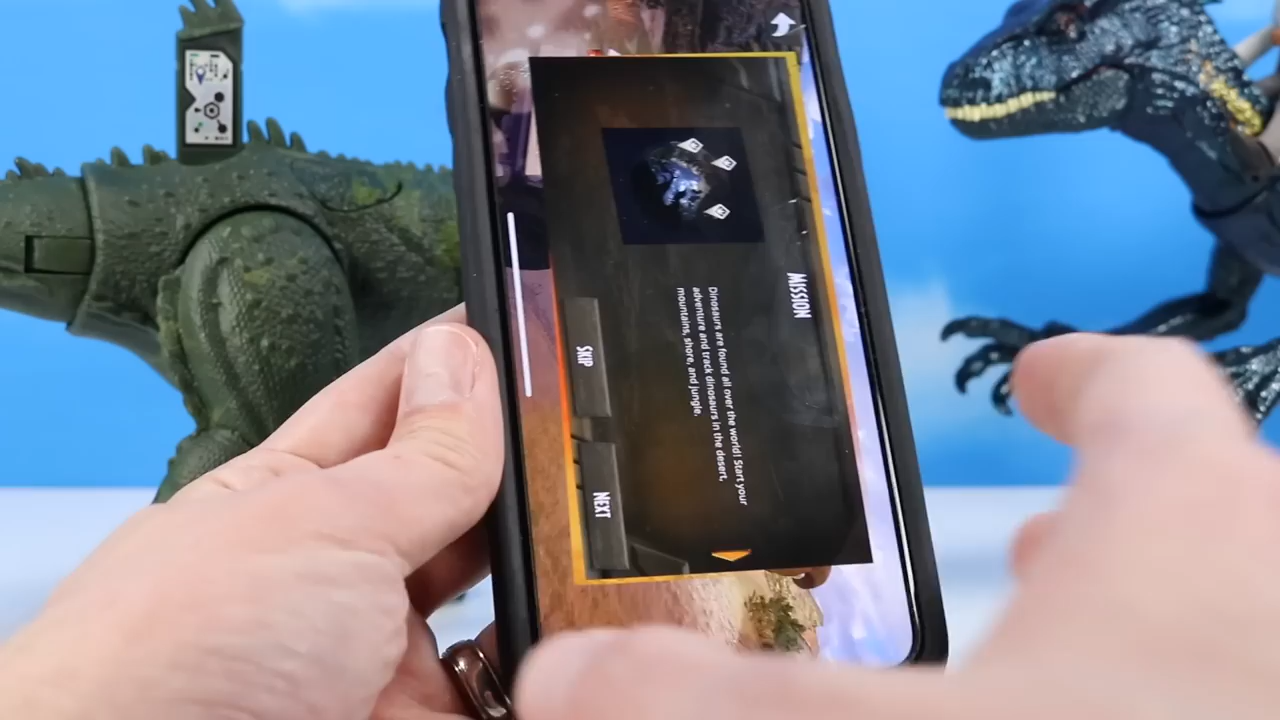 MISSION
Dinosaurs are found all over the world! Start your
adventure and track dinosaurs in the desert,
mountains, shore, and jungle.
SKIP
NEXT